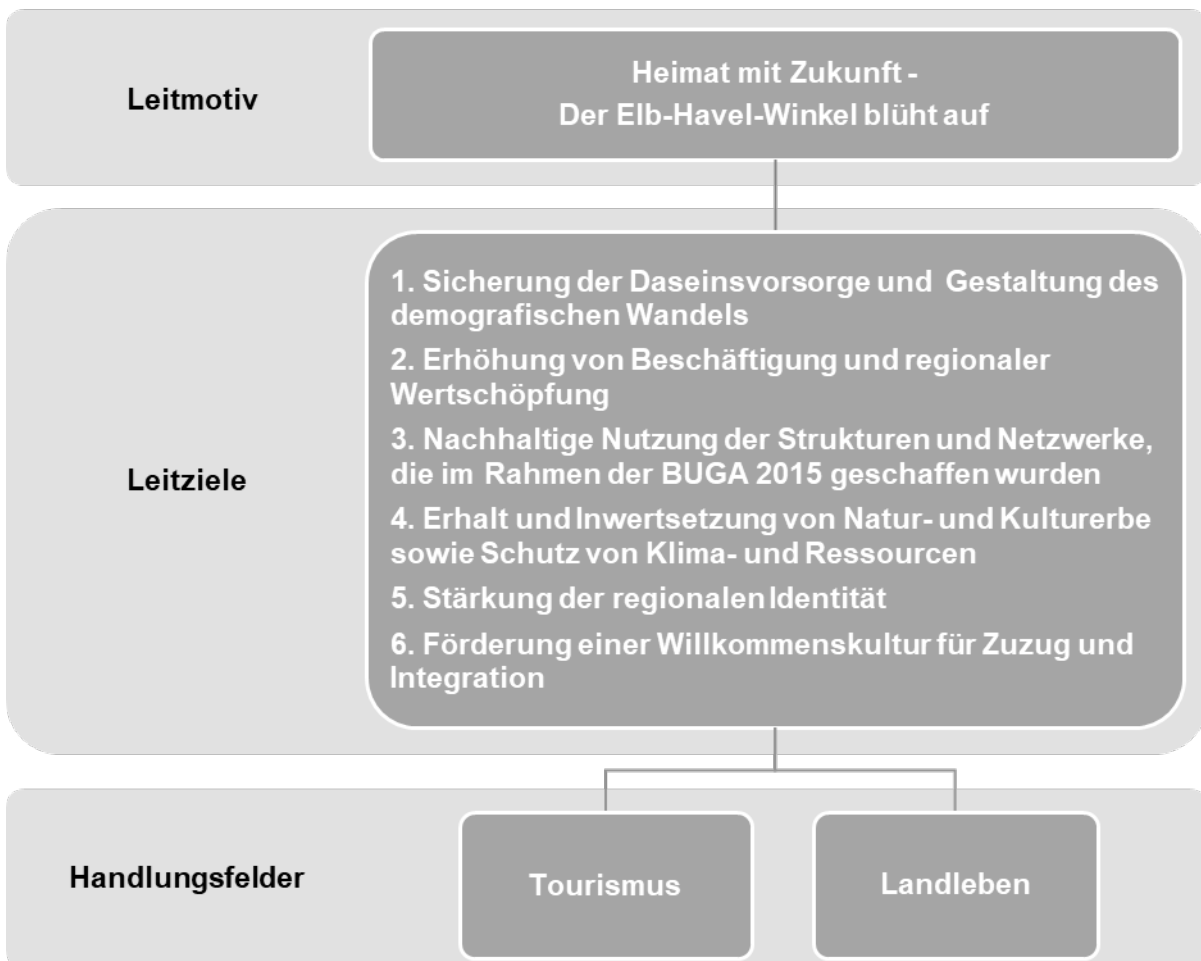 Leitmotiv
Heimat mit Zukunft -
Der Elb-Havel-Winkel blüht auf
Leitziele
1. Sicherung der Daseinsvorsorge und Gestaltung des
demografischen Wandels
2. Erhöhung von Beschäftigung und regionaler
Wertschöpfung
3. Nachhaltige Nutzung der Strukturen und Netzwerke,
die im Rahmen der BUGA 2015 geschaffen wurden
4. Erhalt und Inwertsetzung von Natur- und Kulturerbe
sowie Schutz von Klima- und Ressourcen
5. Stärkung der regionalen Identität
6. Förderung einer Willkommenskultur für Zuzug und
Integration
Handlungsfelder
Tourismus
Landleben